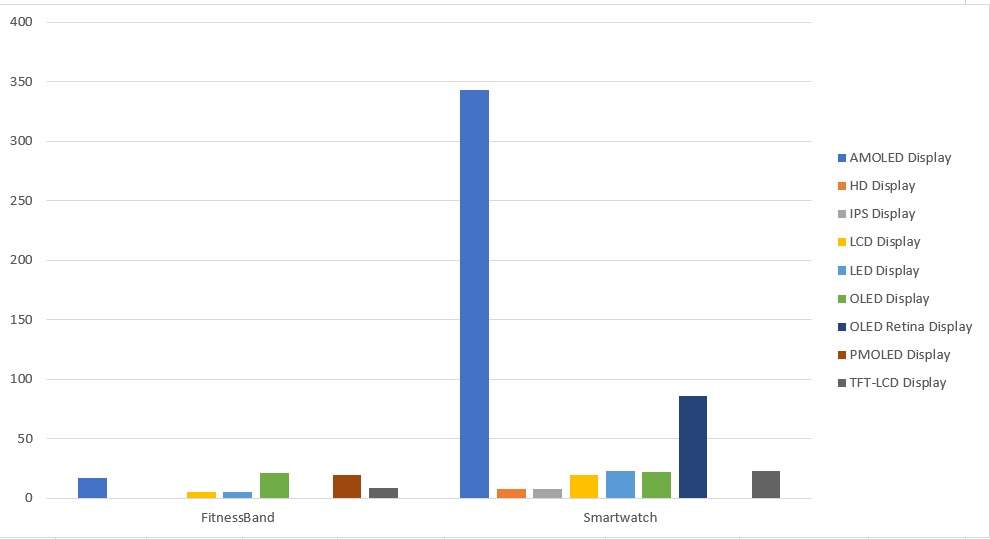 400
350
300
250
200
150
100
50
0
FitnessBand
Smartwatch
AMOLED Display
HD Display
IPS Display
LCD Display
LED Display
OLED Display
OLED Retina Display
PMOLED Display
TFT-LCD Display